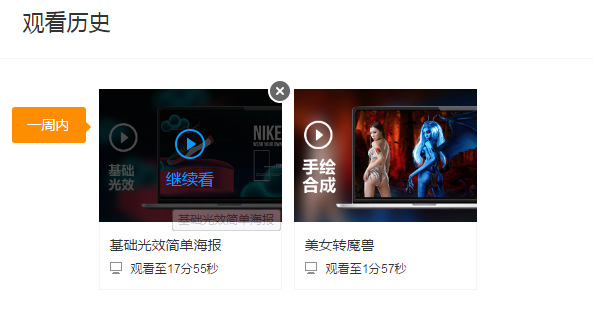 观看历史
一周内
基础
光效
NIKE
继续看
手绘
合成
基础光效简单海报
基础光效简单海报
观看至17分55秒
美女转魔兽
观看至1分57秒